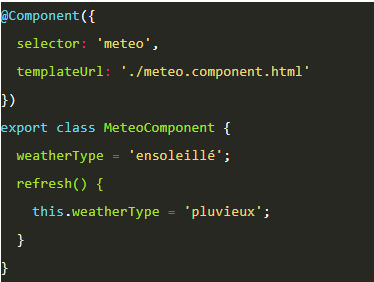 @Component({
  selector: 'meteo',
  templateUrl: './meteo.component.html'
})
export class MeteoComponent {
  weatherType = 'ensoleillé';
  refresh() {
    this.weatherType = 'pluvieux';
  }
}